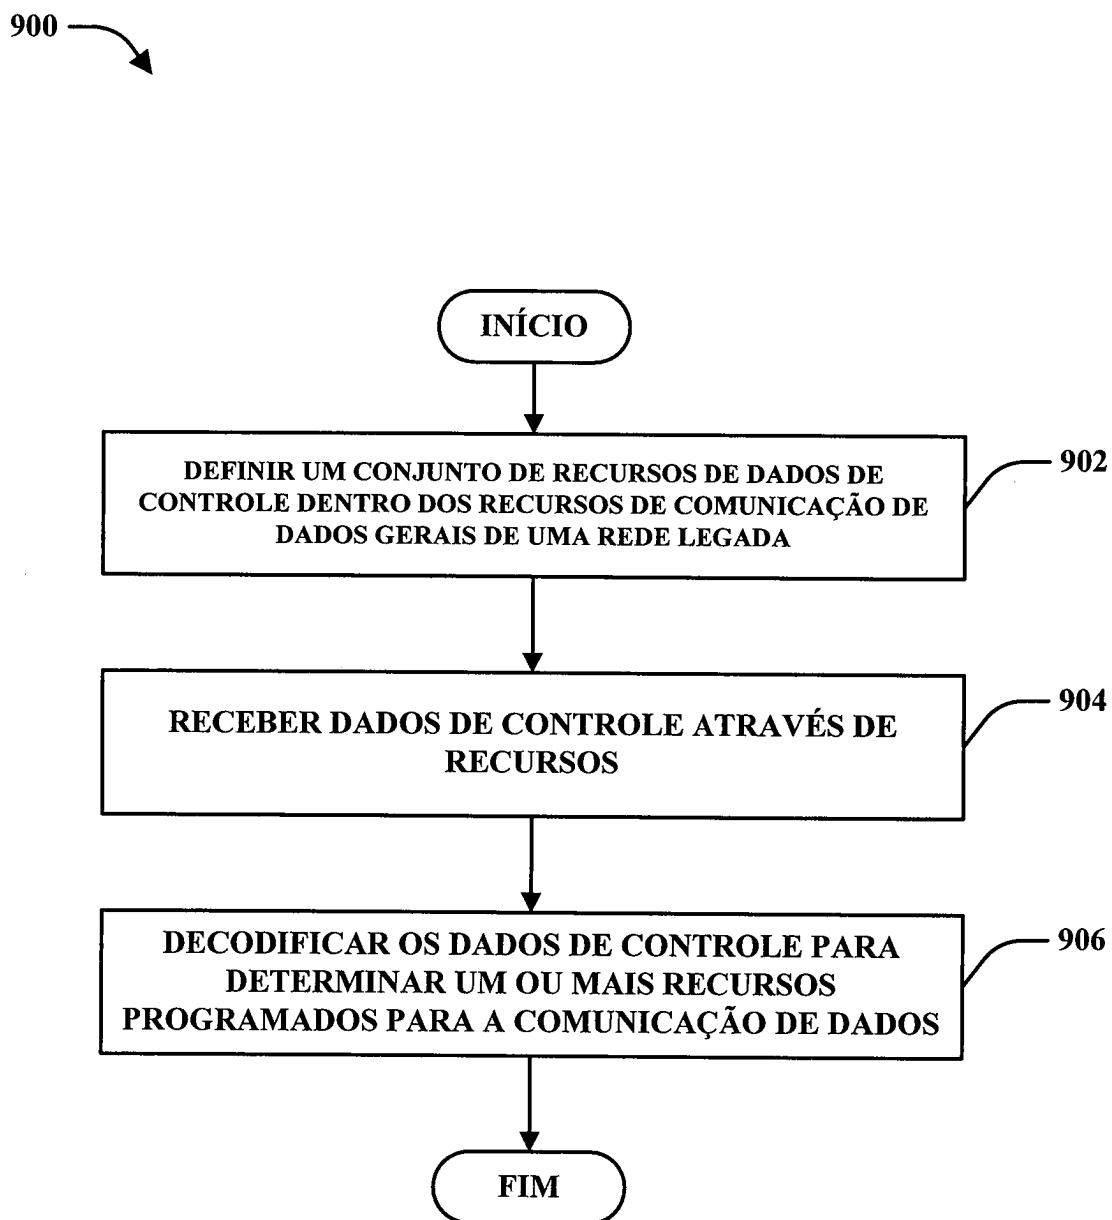 900
INÍCIO
DEFINIR UM CONJUNTO DE RECURSOS DE DADOS DE
CONTROLE DENTRO DOS RECURSOS DE COMUNICAÇÃO DE
DADOS GERAIS DE UMA REDE LEGADA
902
RECEBER DADOS DE CONTROLE ATRAVÉS DE
RECURSOS
904
DECODIFICAR OS DADOS DE CONTROLE PARA
DETERMINAR UM OU MAIS RECURSOS
PROGRAMADOS PARA A COMUNICAÇÃO DE DADOS
906
FIM